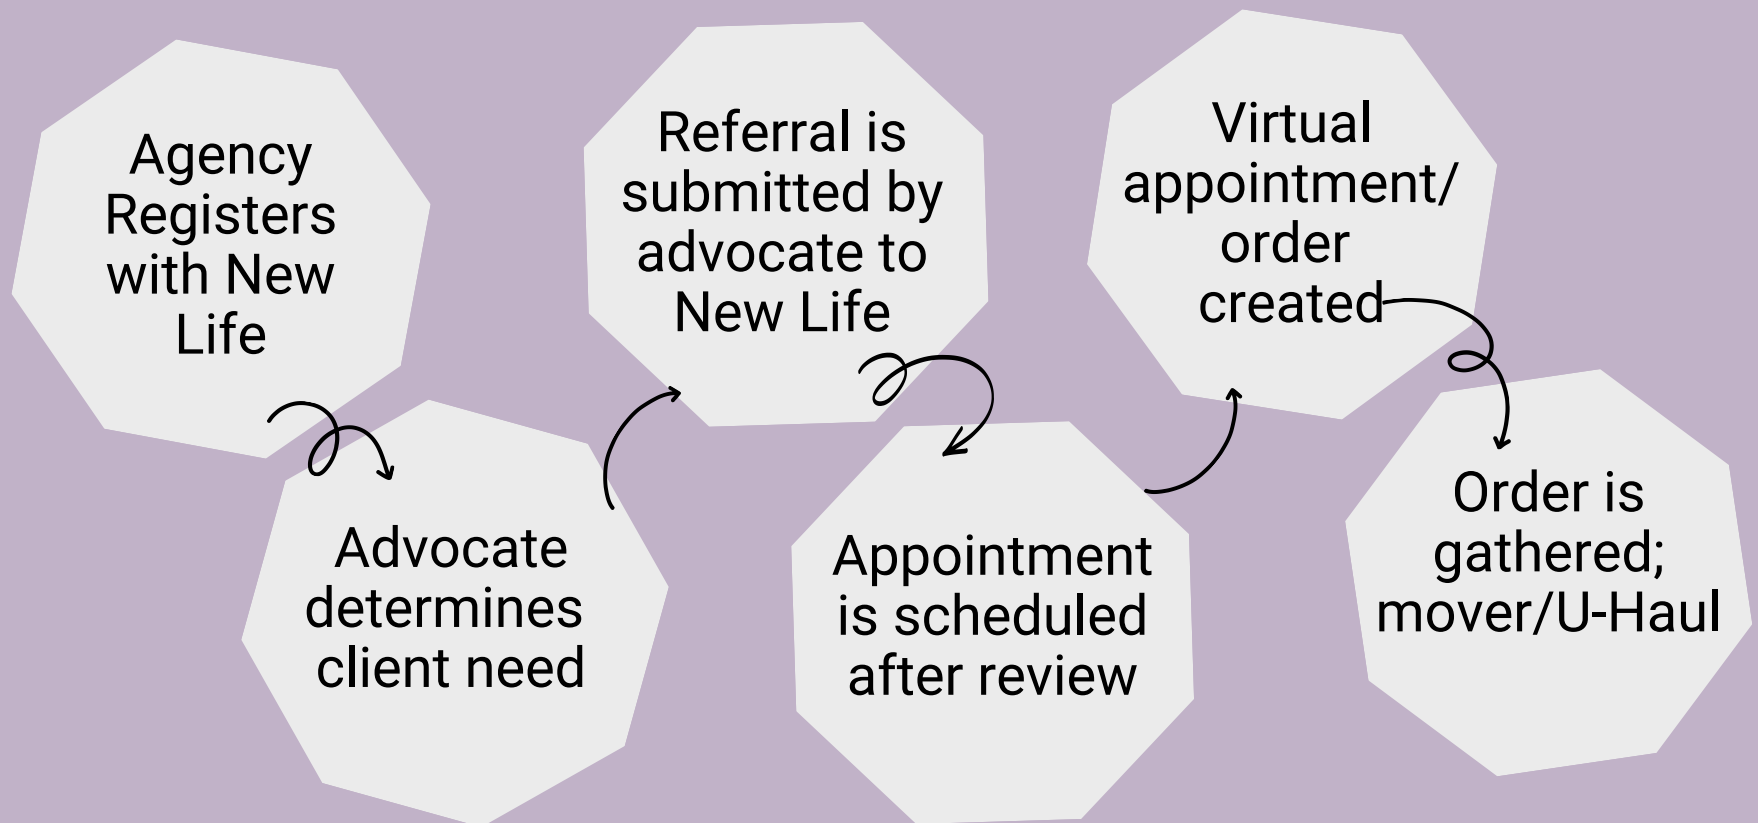 Agency
Registers
with New
Life
Advocate
determines
client need
Referral is
submitted by
advocate to
New Life
Appointment
is scheduled
after review
Virtual
appointment/
order
created
Order is
gathered;
mover/U-Haul